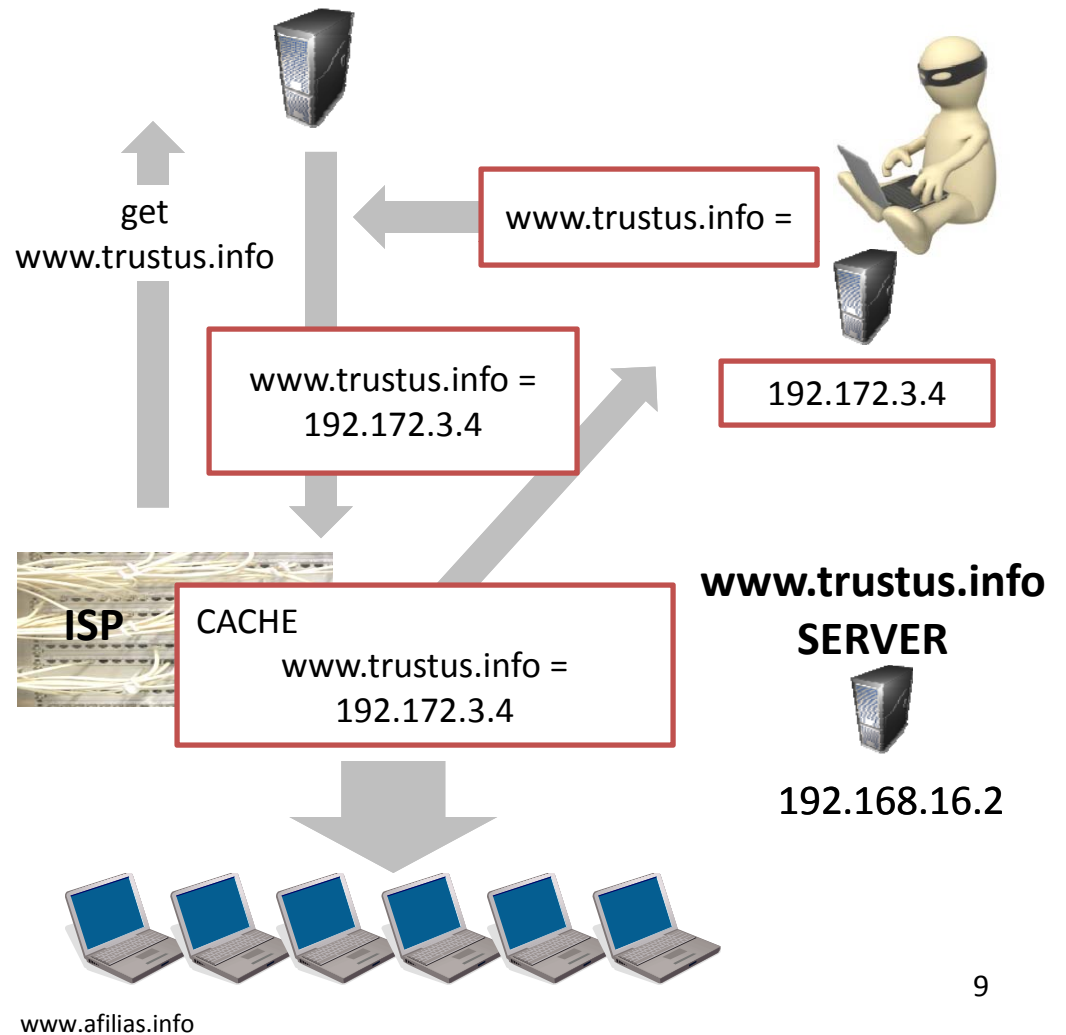 get
www.trustus.info
www.trustus.info =
www.trustus.info =
192.172.3.4
192.172.3.4
ISP
CACHE
www.trustus.info =
192.172.3.4
www.trustus.info
SERVER
192.168.16.2
9
www.afilias.info